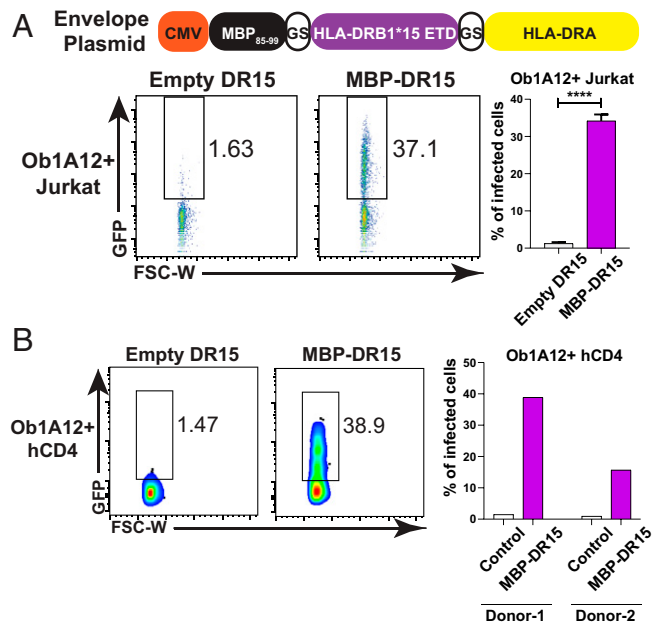 A
Envelope Plasmid
CMV MBP85-99 GS HLA-DRB1*15 ETD GS HLA-DRA
Empty DR15
MBP-DR15
Ob1A12+ Jurkat
1.63
37.1
GFP
FSC-W
Ob1A12+ Jurkat
****
% of infected cells
40
30
20
10
0
Empty DR15
MBP-DR15
B
Empty DR15
MBP-DR15
Ob1A12+ hCD4
1.47
38.9
GFP
FSC-W
Ob1A12+ hCD4
% of infected cells
50
40
30
20
10
0
Control
MBP-DR15
Control
MBP-DR15
Donor-1
Donor-2